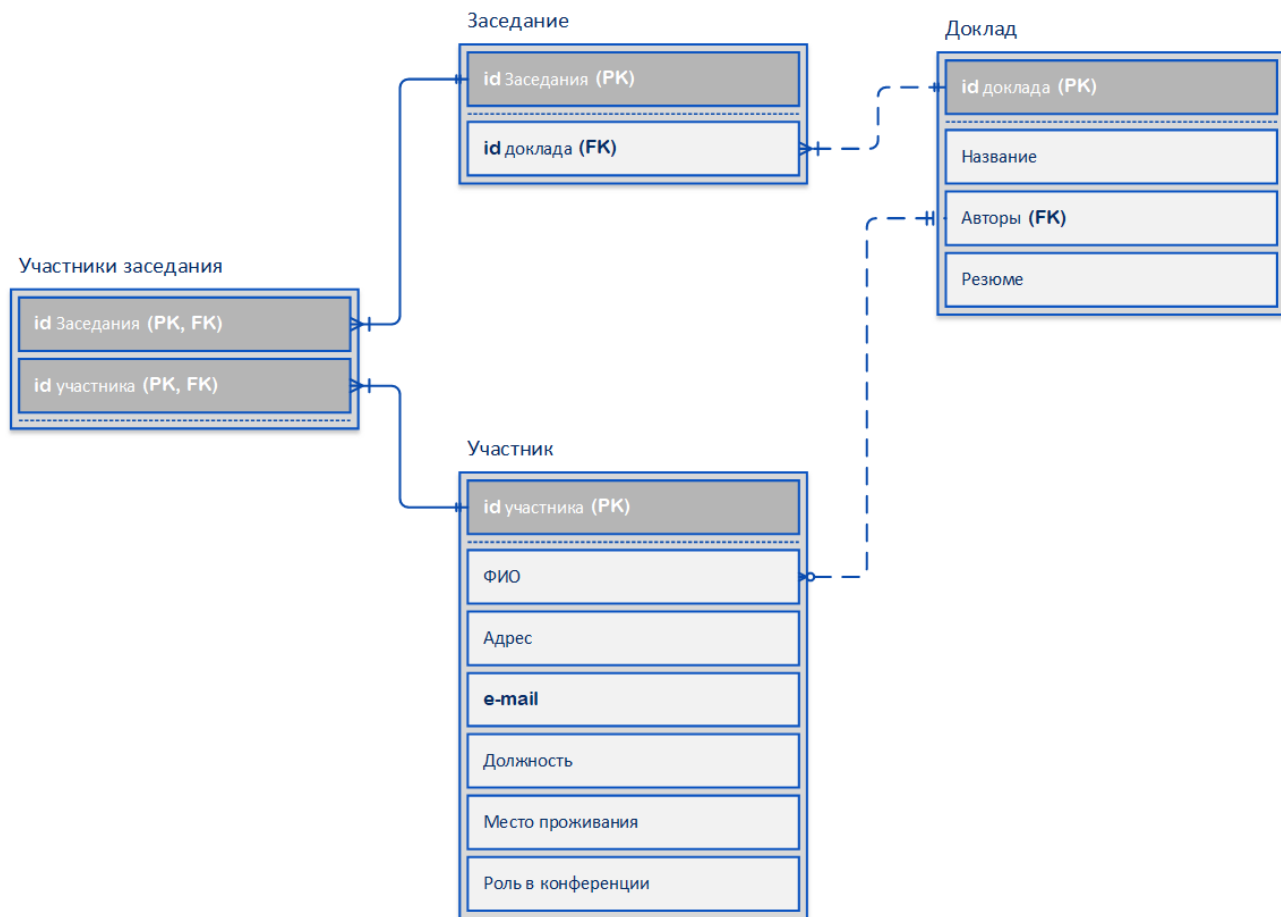 Заседание
id Заседания (PK)
id доклада (FK)
Доклад
id доклада (PK)
Название
Авторы (FK)
Резюме
Участники заседания
id Заседания (PK, FK)
id участника (PK, FK)
Участник
id участника (PK)
ФИО
Адрес
e-mail
Должность
Место проживания
Роль в конференции